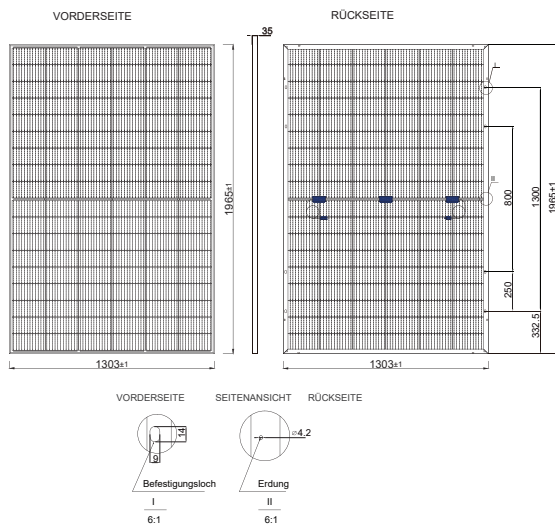 VORDERSEITE
RÜCKSEITE
35
I
II
1965±1
800
1300
1965±1
250
332.5
1303±1
1303±1
VORDERSEITE
SEITENANSICHT
RÜCKSEITE
14
9
⌀4.2
Befestigungsloch
Erdung
I
II
6:1
6:1